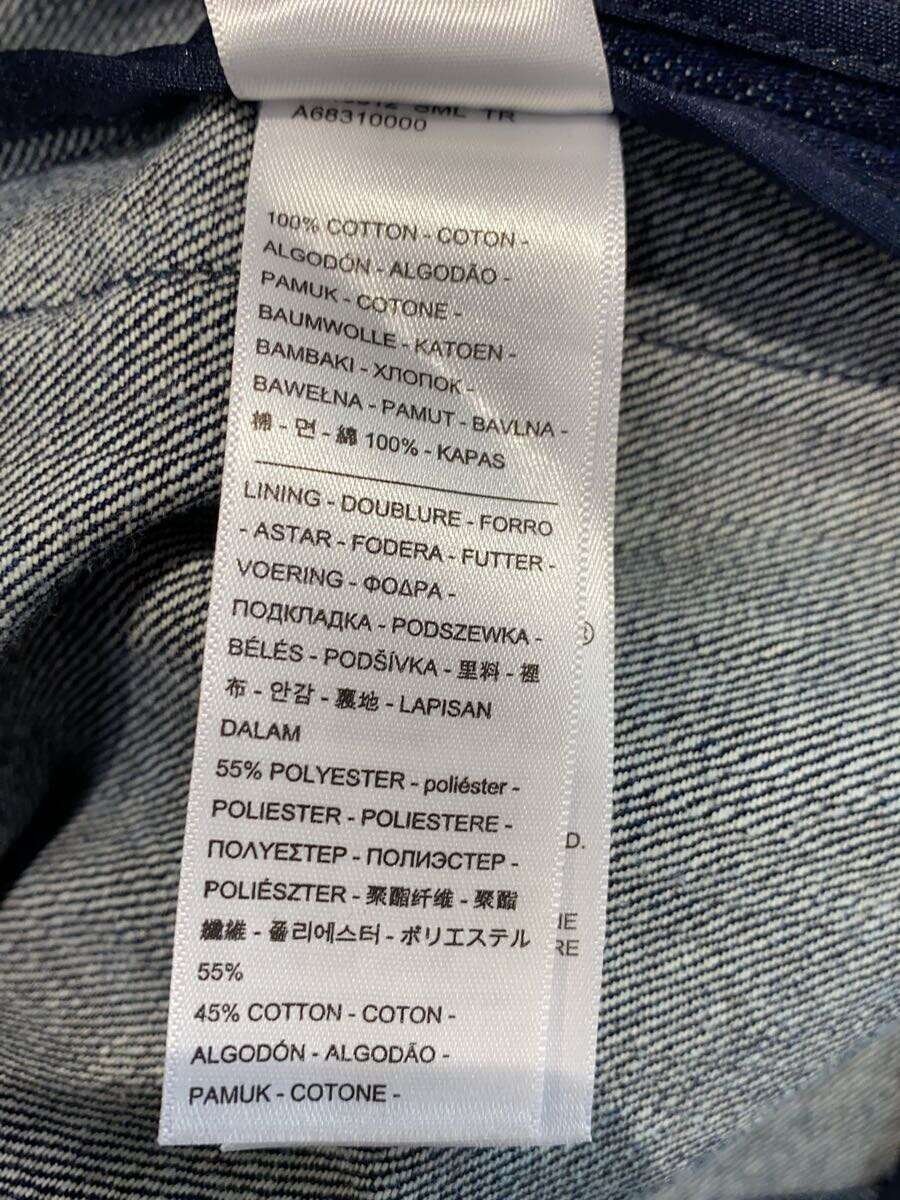 SML TR
A68310000
100% COTTON - COTON -
ALGODÓN - ALGODÃO -
PAMUK - COTONE -
BAUMWOLLE - KATOEN -
BAMBAKI - ХЛОПОК -
BAWEŁNA - PAMUT - BAVLNA -
棉 - 면 - 綿 100% - KAPAS
LINING - DOUBLURE - FORRO
- ASTAR - FODERA - FUTTER -
VOERING - ΦΟΔΡΑ -
ПОДКЛАДКА - PODSZEWKA -
BÉLÉS - PODŠÍVKA - 里料 - 裡
布 - 안감 - 裏地 - LAPISAN
DALAM
55% POLYESTER - poliéster -
POLIESTER - POLIESTERE -
ΠΟΛΥΕΣΤΕΡ - ПОЛИЭСТЕР -
POLIÉSZTER - 聚酯纤维 - 聚酯
纖維 - 폴리에스터 - ポリエステル
55%
45% COTTON - COTON -
ALGODÓN - ALGODÃO -
PAMUK - COTONE -
D.